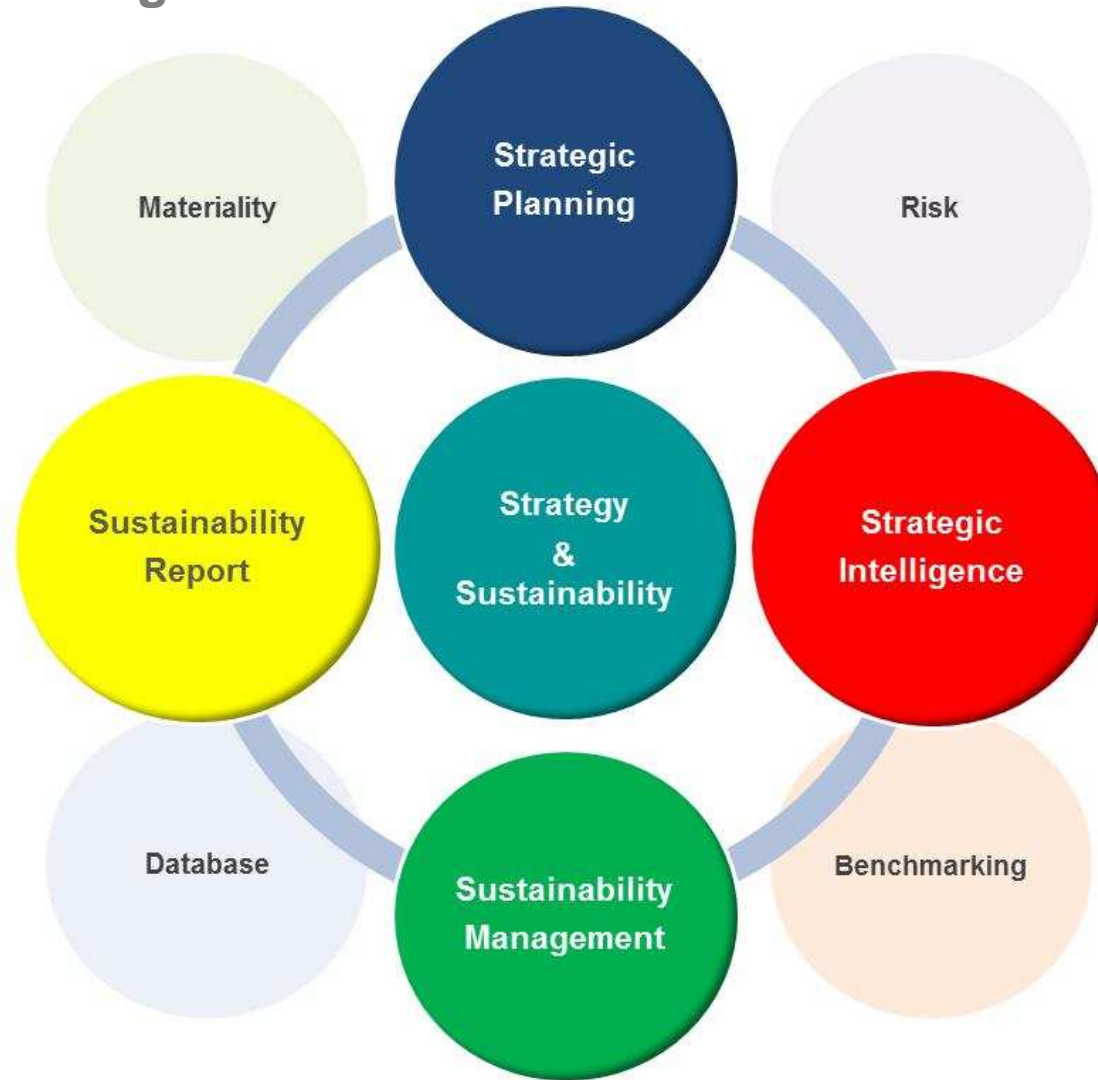 Strategic
Planning
Materiality
Risk
Sustainability
Report
Strategy
&
Sustainability
Strategic
Intelligence
Database
Benchmarking
Sustainability
Management